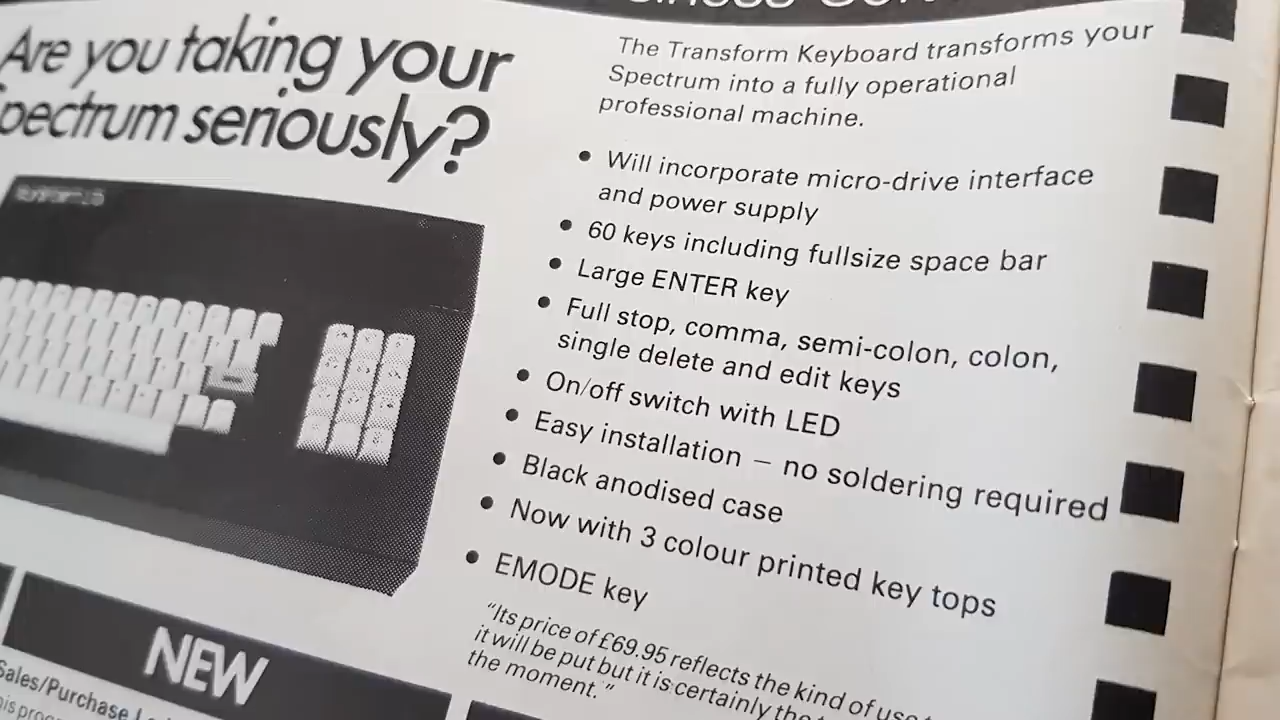 Are you taking your
Spectrum seriously?
The Transform Keyboard transforms your
Spectrum into a fully operational
professional machine.
• Will incorporate micro-drive interface
and power supply
• 60 keys including fullsize space bar
• Large ENTER key
• Full stop, comma, semi-colon, colon,
single delete and edit keys
• On/off switch with LED
• Easy installation – no soldering required
• Black anodised case
• Now with 3 colour printed key tops
• EMODE key
"Its price of £69.95 reflects the kind of use
it will be put but it is certainly the
the moment."
NEW
Sales/Purchase